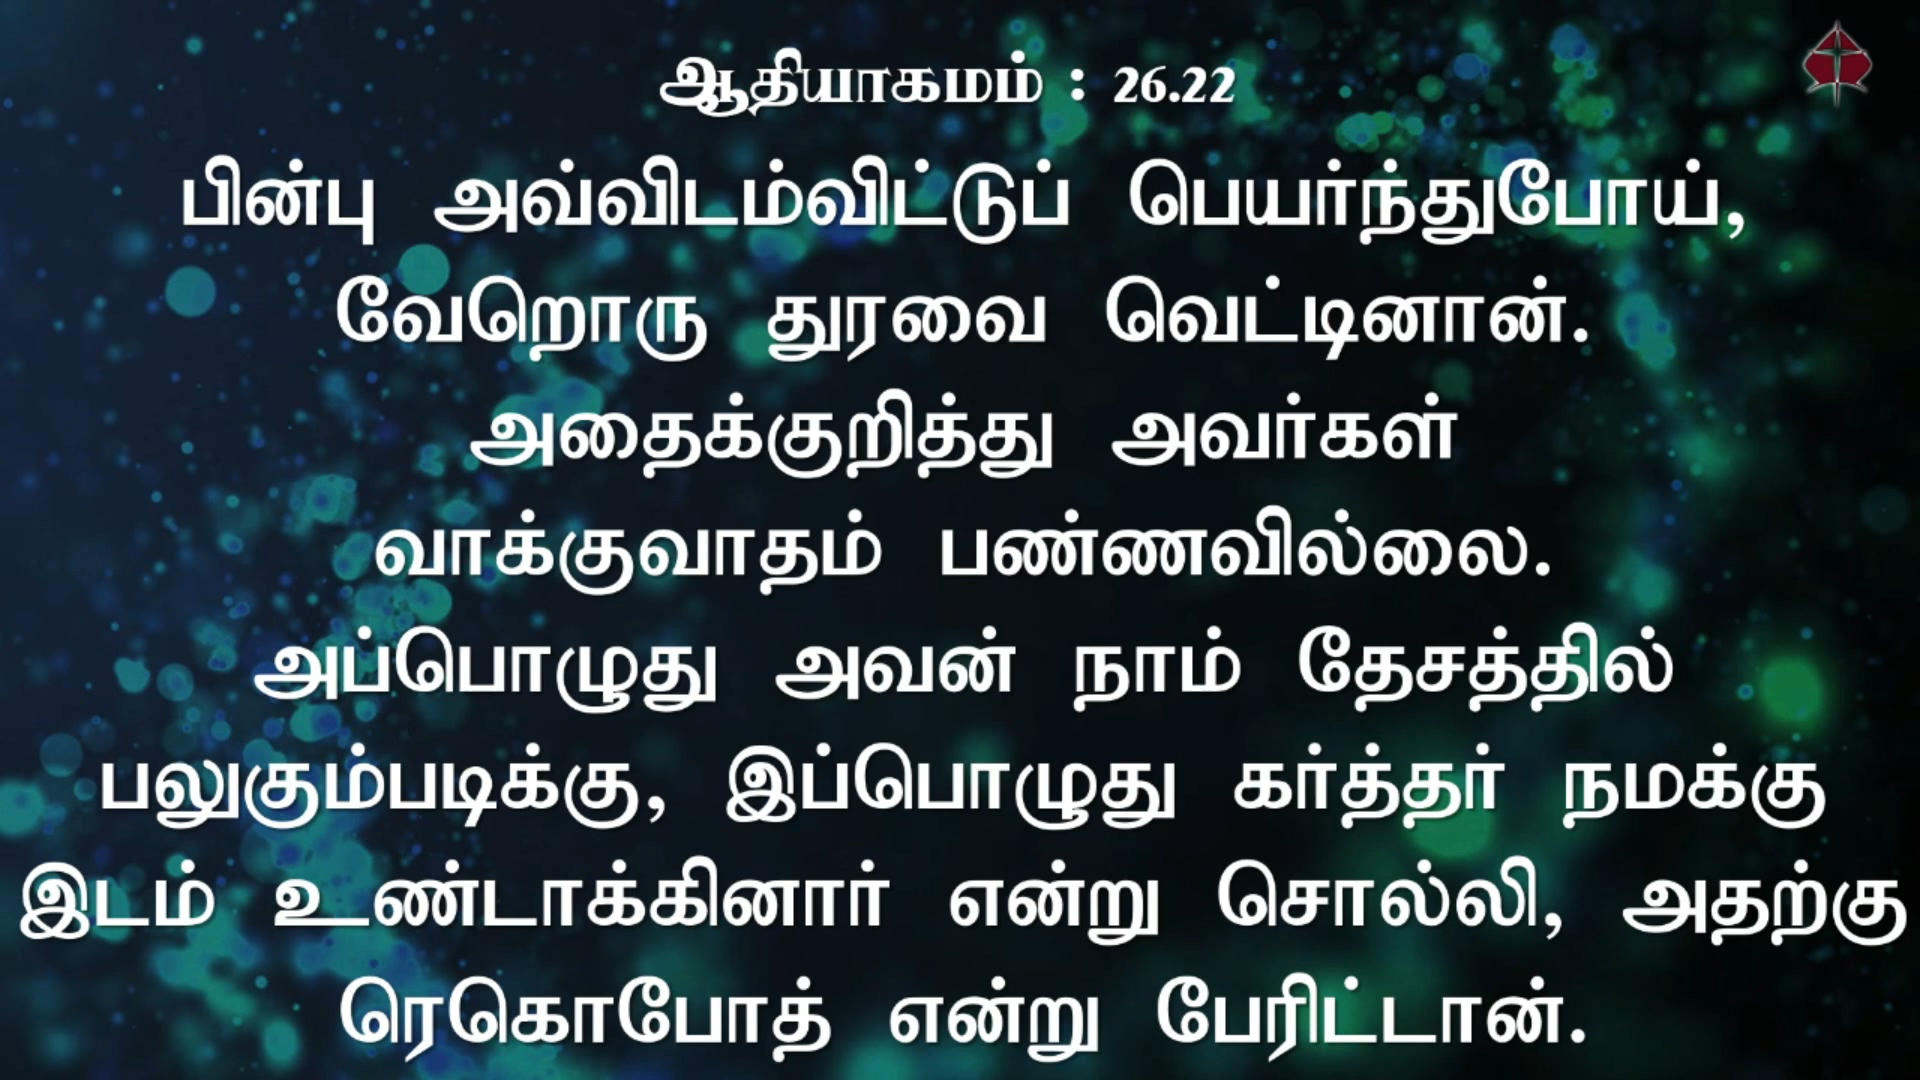 ஆதியாகமம் : 26.22
பின்பு அவ்விடம்விட்டுப் பெயர்ந்துபோய்,
வேறொரு துரவை வெட்டினான்.
அதைக்குறித்து அவர்கள்
வாக்குவாதம் பண்ணவில்லை.
அப்பொழுது அவன் நாம் தேசத்தில்
பலுகும்படிக்கு, இப்பொழுது கர்த்தர் நமக்கு
இடம் உண்டாக்கினார் என்று சொல்லி, அதற்கு
ரெகொபோத் என்று பேரிட்டான்.